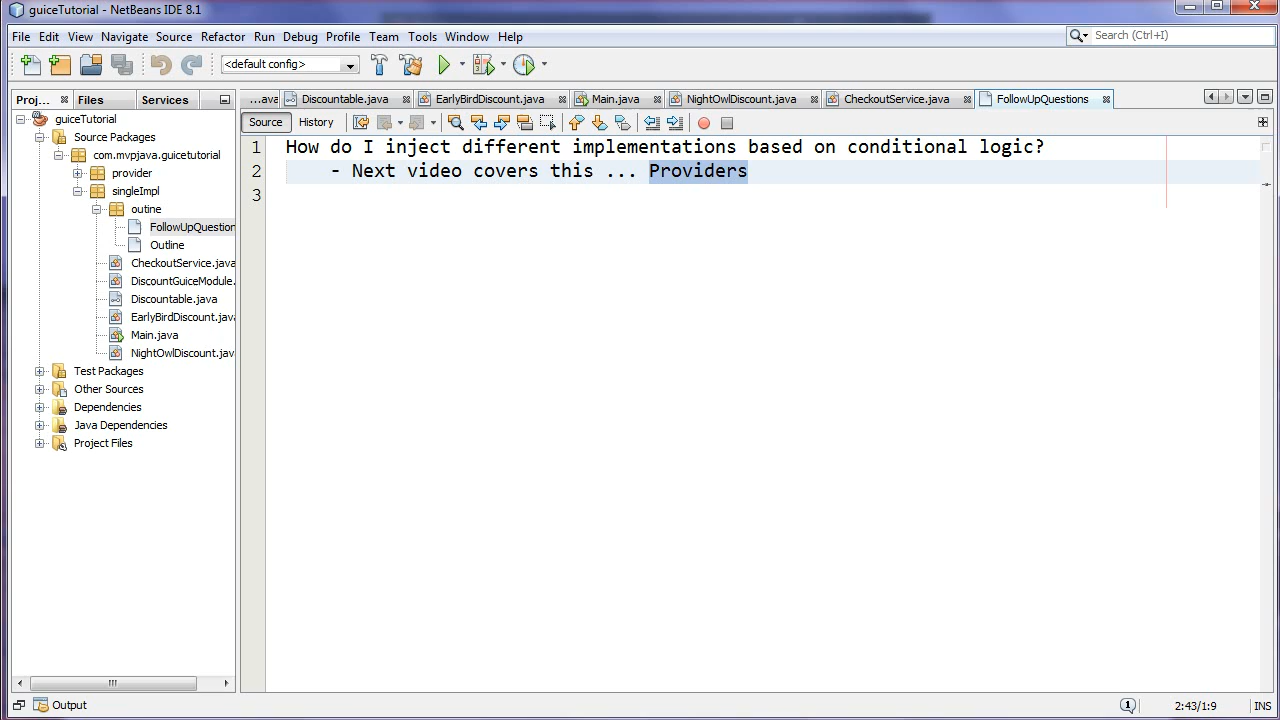 guiceTutorial - NetBeans IDE 8.1
File Edit View Navigate Source Refactor Run Debug Profile Team Tools Window Help
Search (Ctrl+I)
<default config>
Proj... Files Services
...ava Discountable.java EarlyBirdDiscount.java Main.java NightOwlDiscount.java CheckoutService.java FollowUpQuestions
Source History
guiceTutorial
Source Packages
com.mvpjava.guicetutorial
provider
singleImpl
outine
FollowUpQuestion
Outline
CheckoutService.java
DiscountGuiceModule.
Discountable.java
EarlyBirdDiscount.java
Main.java
NightOwlDiscount.jav
Test Packages
Other Sources
Dependencies
Java Dependencies
Project Files
1 How do I inject different implementations based on conditional logic?
2 - Next video covers this ... Providers
3
Output
1
2:43/1:9 INS